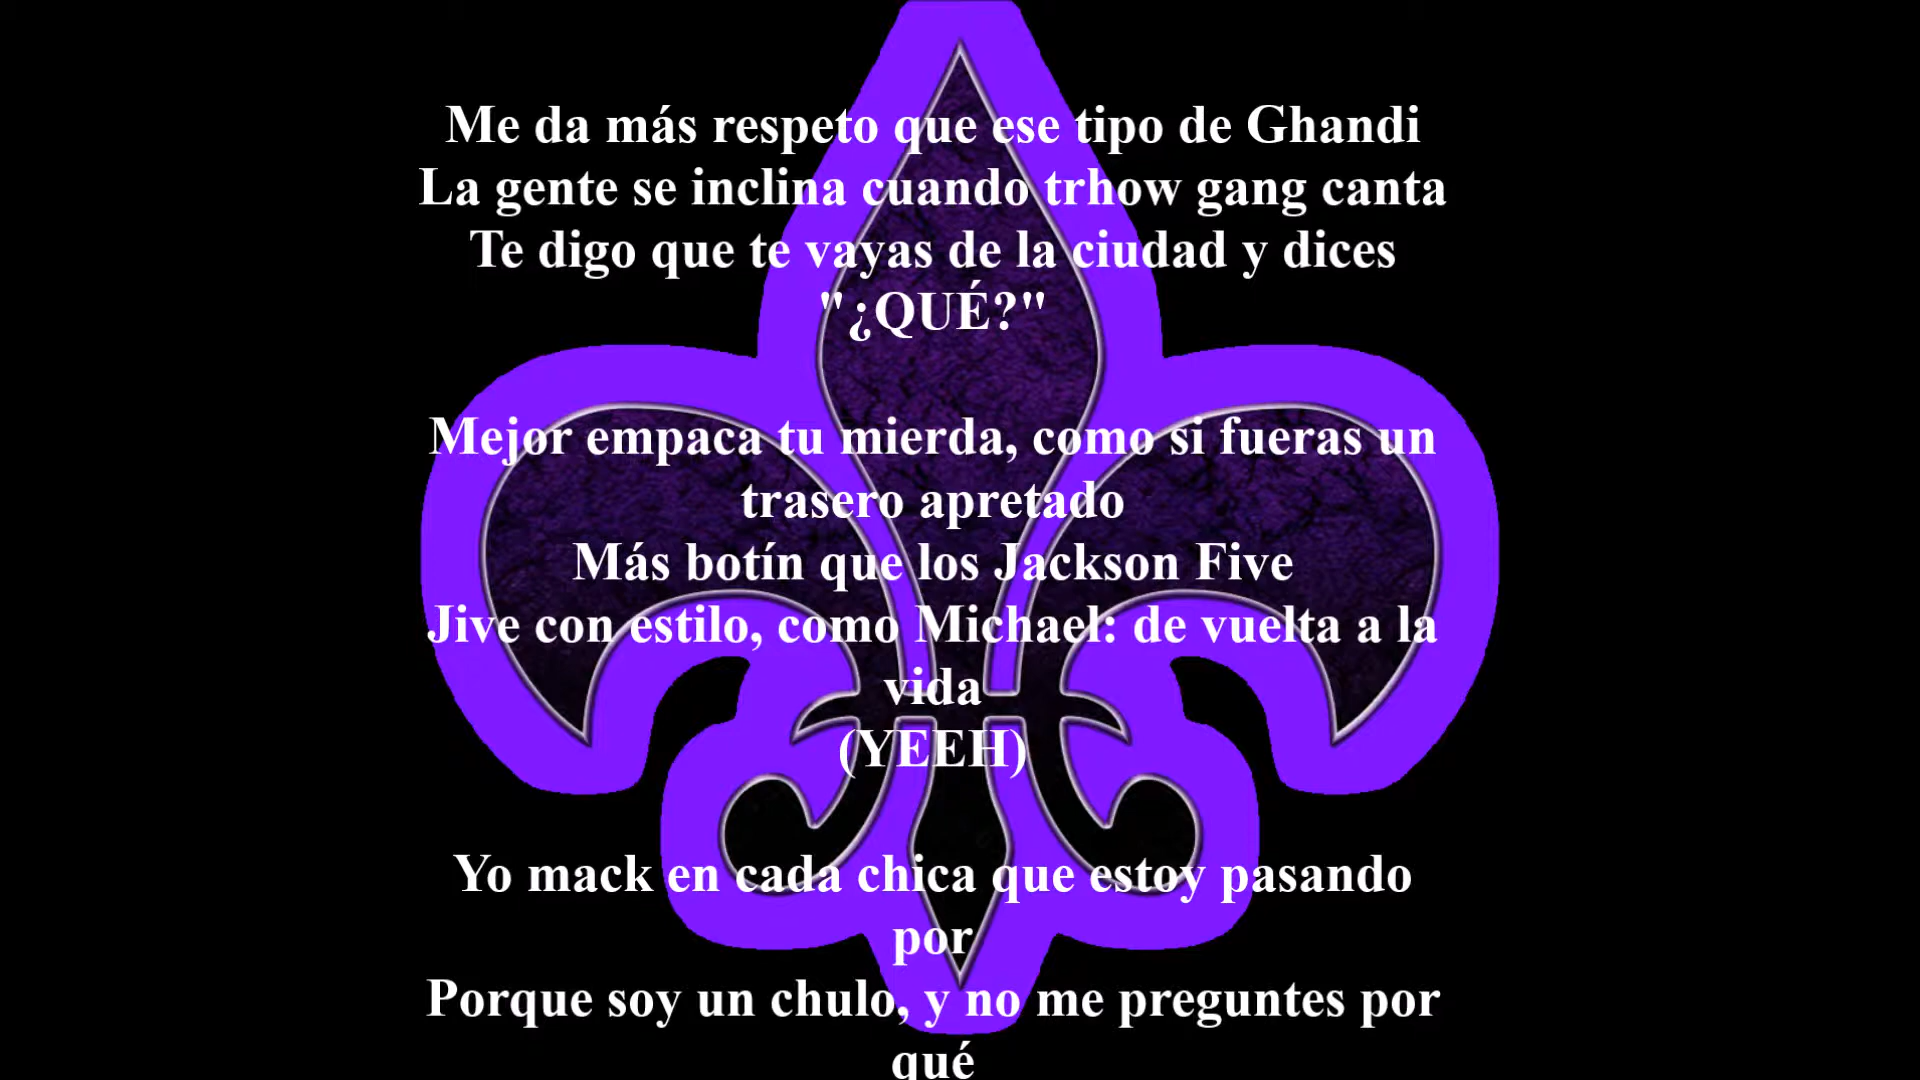 Me da más respeto que ese tipo de Ghandi
La gente se inclina cuando trhow gang canta
Te digo que te vayas de la ciudad y dices
"¿QUÉ?"
Mejor empaca tu mierda, como si fueras un
trasero apretado
Más botín que los Jackson Five
Jive con estilo, como Michael: de vuelta a la
vida
(YEEH)
Yo mack en cada chica que estoy pasando
por
Porque soy un chulo, y no me preguntes por
qué